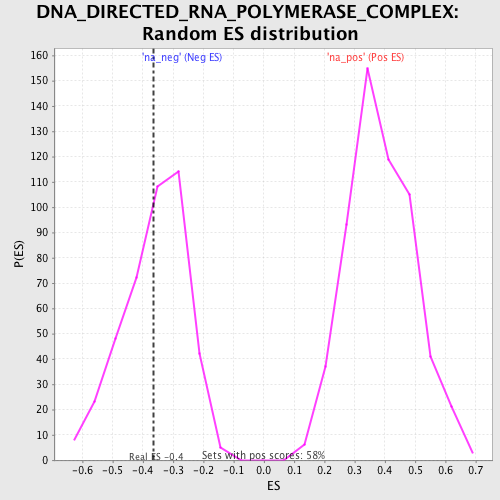 DNA_DIRECTED_RNA_POLYMERASE_COMPLEX:
Random ES distribution
'na_neg' (Neg ES)
'na_pos' (Pos ES)
160
150
140
130
120
110
100
90
80
70
60
50
40
30
20
10
0
P(ES)
Real ES -0.4
Sets with pos scores: 58%
-0.6 -0.5 -0.4 -0.3 -0.2 -0.1 0.0 0.1 0.2 0.3 0.4 0.5 0.6 0.7
ES